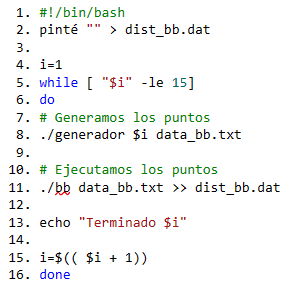 1. #!/bin/bash
2. pinté "" > dist_bb.dat
3.
4. i=1
5. while [ "$i" -le 15]
6. do
7. # Generamos los puntos
8. ./generador $i data_bb.txt
9.
10. # Ejecutamos los puntos
11. ./bb data_bb.txt >> dist_bb.dat
12.
13. echo "Terminado $i"
14.
15. i=$(( $i + 1))
16. done